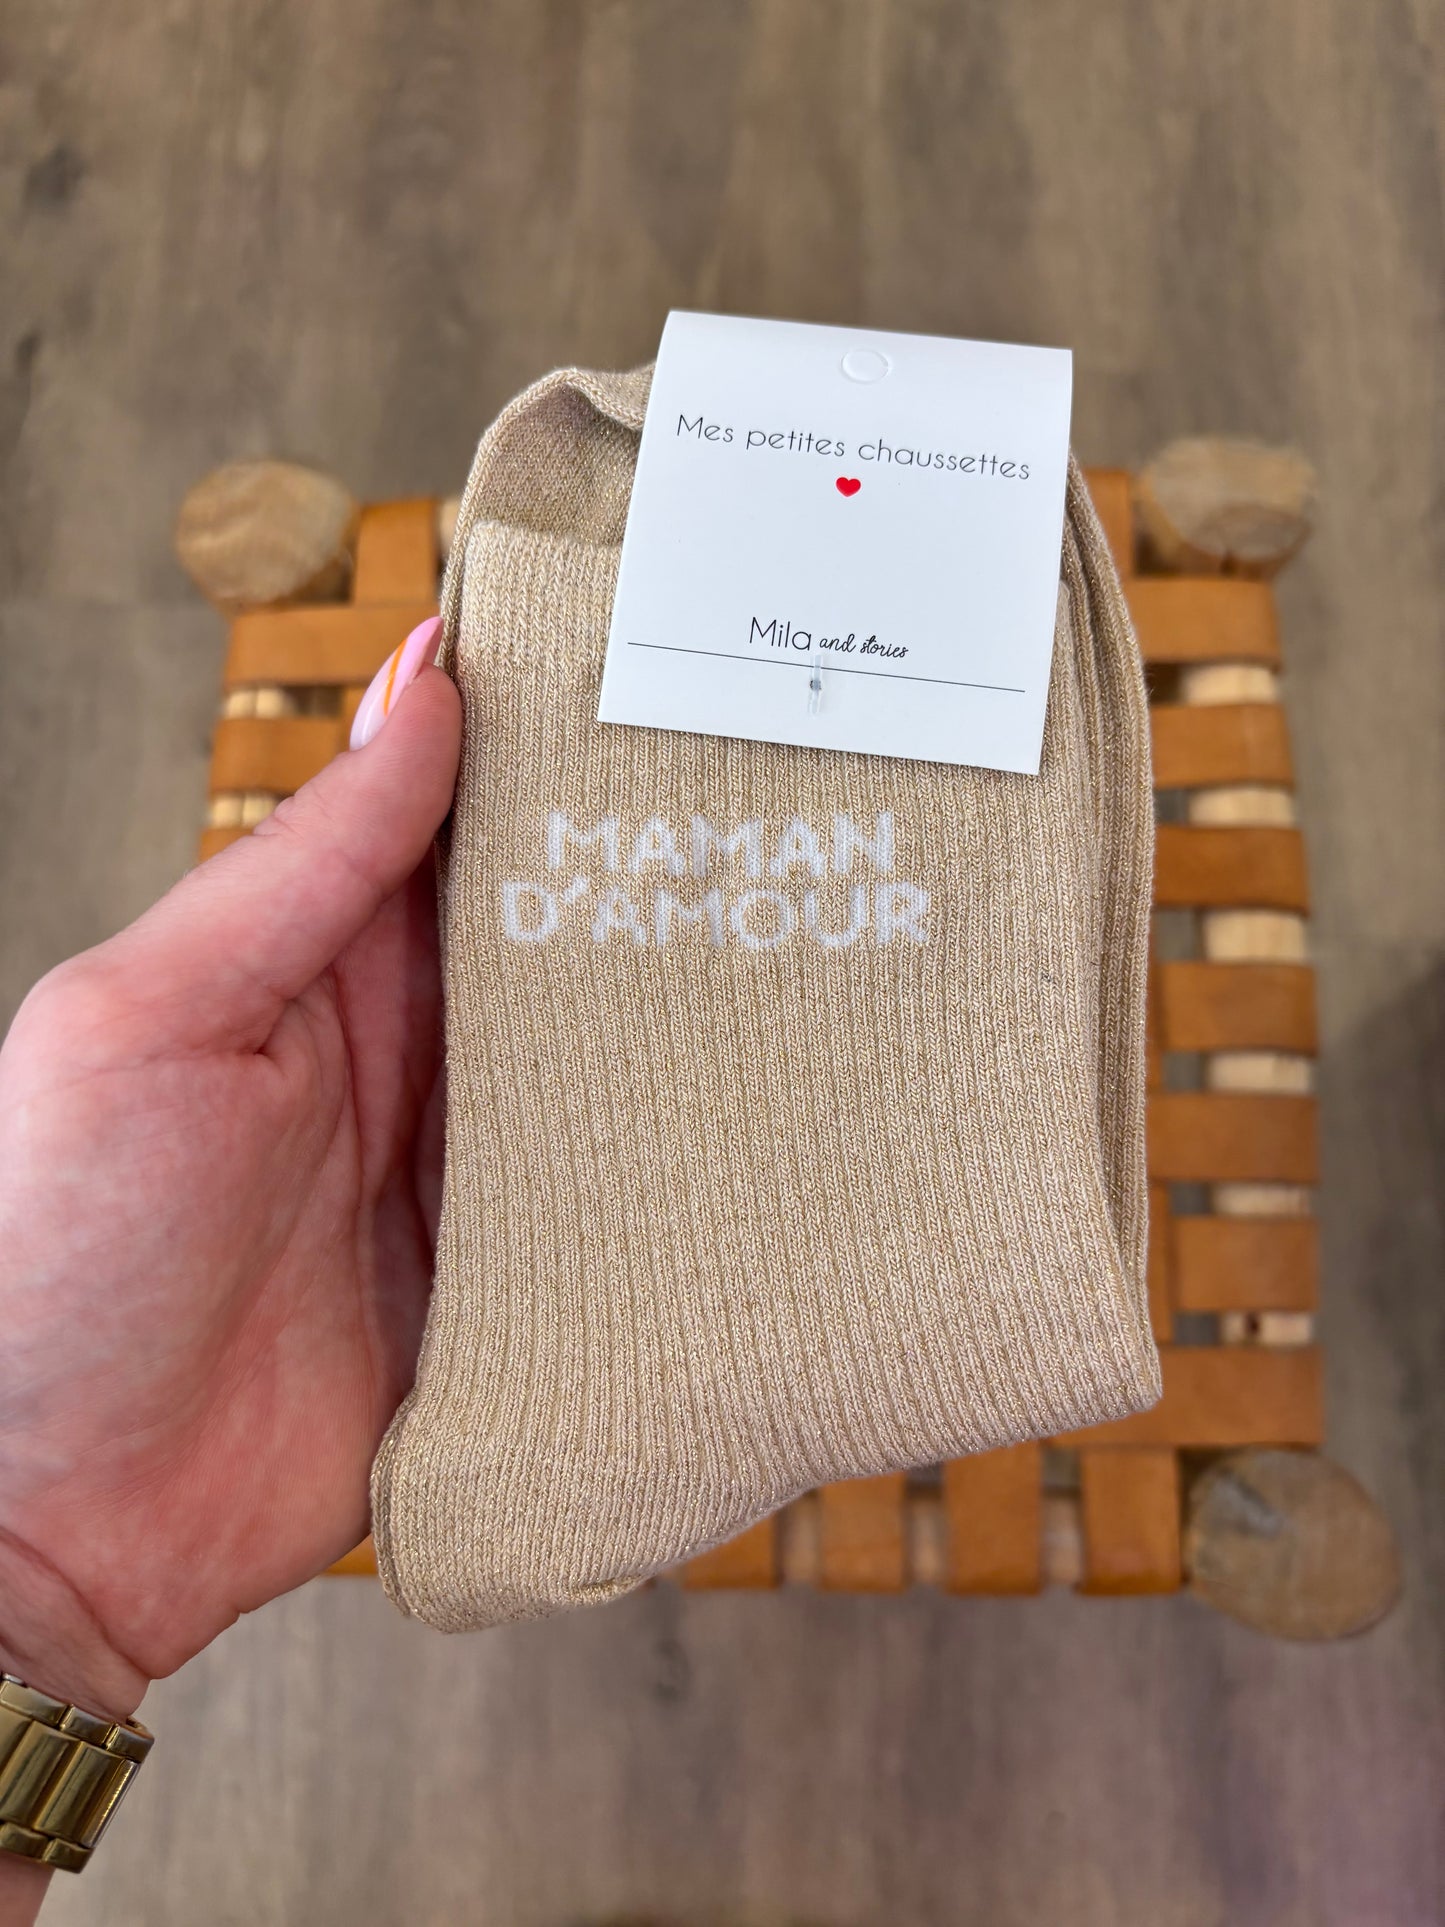 Mes petites chaussettes
Mila and stories
MAMAN
D'AMOUR